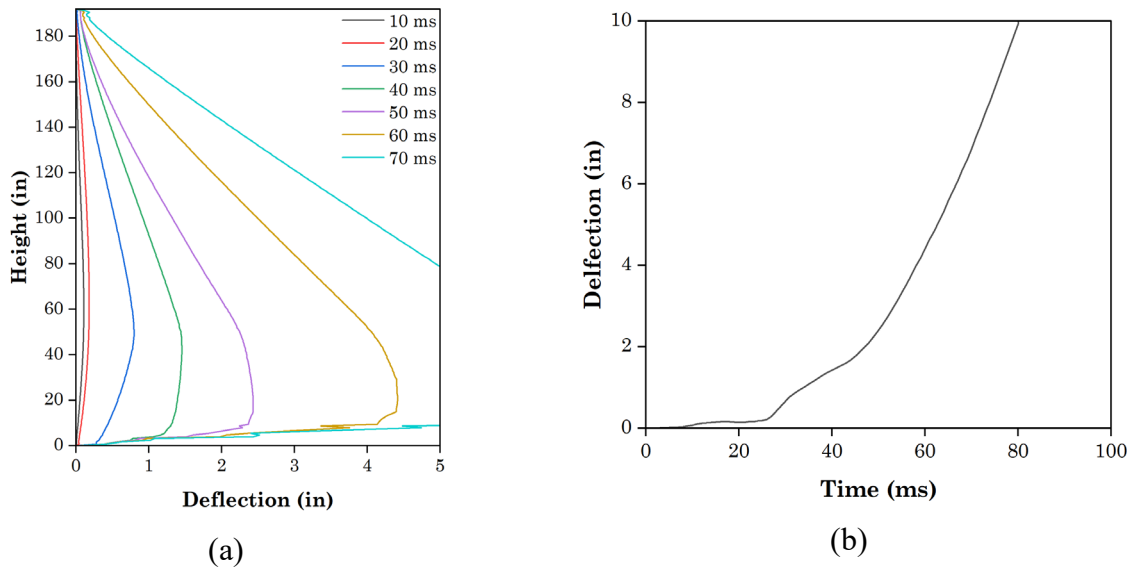 180
160
140
120
100
80
60
40
20
0
Height (in)
0 1 2 3 4 5
Deflection (in)
10 ms
20 ms
30 ms
40 ms
50 ms
60 ms
70 ms
(a)
10
8
6
4
2
0
Delfection (in)
0 20 40 60 80 100
Time (ms)
(b)